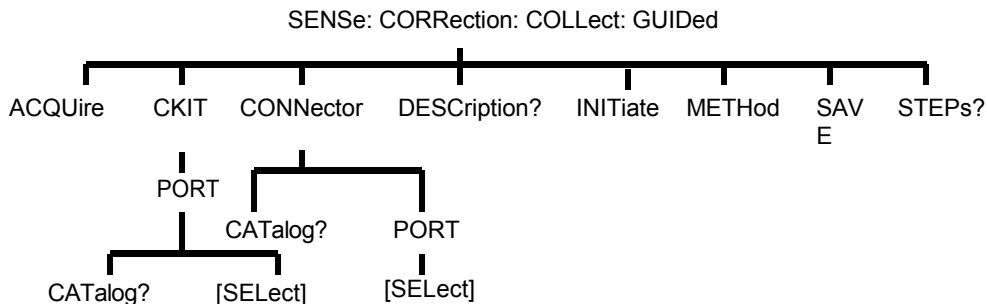 SENSe: CORRection: COLLect: GUIDed
ACQUire CKIT CONNector DESCription? INITiate METHod SAV STEPs?
E
PORT
CATalog? PORT
CATalog? [SELect] [SELect]